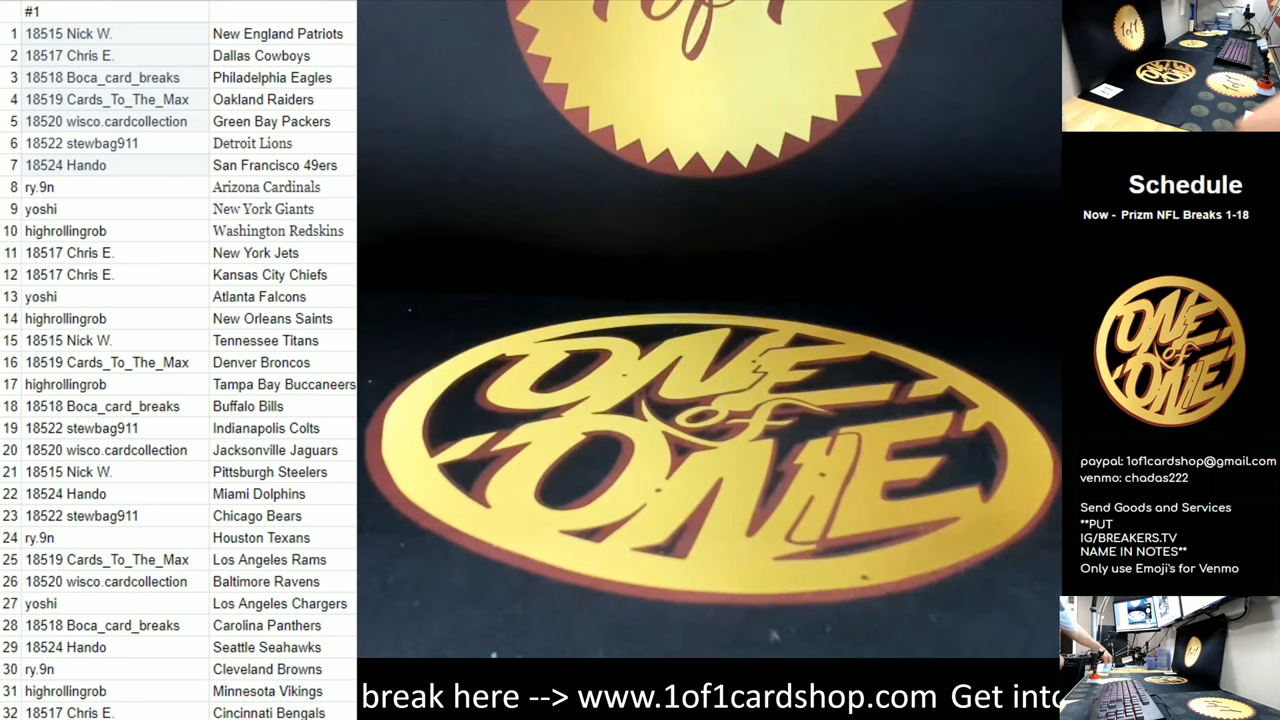 #1
1 18515 Nick W. New England Patriots
2 18517 Chris E. Dallas Cowboys
3 18518 Boca_card_breaks Philadelphia Eagles
4 18519 Cards_To_The_Max Oakland Raiders
5 18520 wisco.cardcollection Green Bay Packers
6 18522 stewbag911 Detroit Lions
7 18524 Hando San Francisco 49ers
8 ry.9n Arizona Cardinals
9 yoshi New York Giants
10 highrollingrob Washington Redskins
11 18517 Chris E. New York Jets
12 18517 Chris E. Kansas City Chiefs
13 yoshi Atlanta Falcons
14 highrollingrob New Orleans Saints
15 18515 Nick W. Tennessee Titans
16 18519 Cards_To_The_Max Denver Broncos
17 highrollingrob Tampa Bay Buccaneers
18 18518 Boca_card_breaks Buffalo Bills
19 18522 stewbag911 Indianapolis Colts
20 18520 wisco.cardcollection Jacksonville Jaguars
21 18515 Nick W. Pittsburgh Steelers
22 18524 Hando Miami Dolphins
23 18522 stewbag911 Chicago Bears
24 ry.9n Houston Texans
25 18519 Cards_To_The_Max Los Angeles Rams
26 18520 wisco.cardcollection Baltimore Ravens
27 yoshi Los Angeles Chargers
28 18518 Boca_card_breaks Carolina Panthers
29 18524 Hando Seattle Seahawks
30 ry.9n Cleveland Browns
31 highrollingrob Minnesota Vikings
32 18517 Chris E. Cincinnati Bengals
1of1
ONE
of
ONE
break here --> www.1of1cardshop.com Get into
1of1
ONE
of
ONE
Schedule
Now - Prizm NFL Breaks 1-18
ONE
of
ONE
paypal: 1of1cardshop@gmail.com
venmo: chadas222
Send Goods and Services
**PUT
IG/BREAKERS.TV
NAME IN NOTES**
Only use Emoji's for Venmo